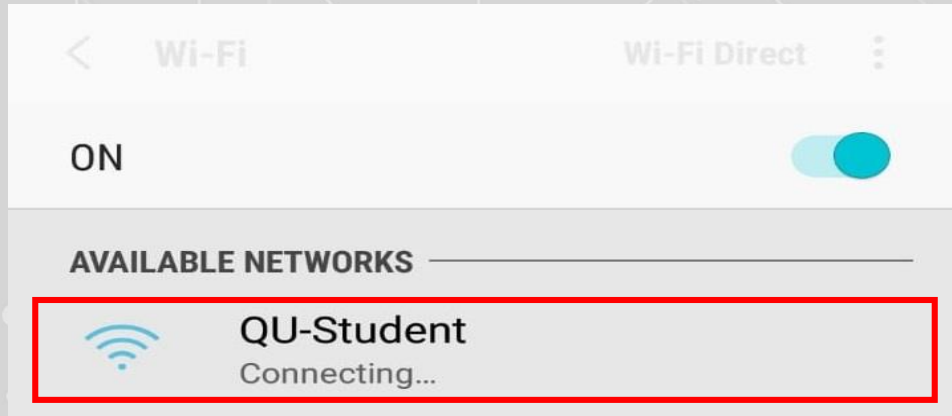 Wi-Fi Wi-Fi Direct
ON
AVAILABLE NETWORKS
QU-Student
Connecting...